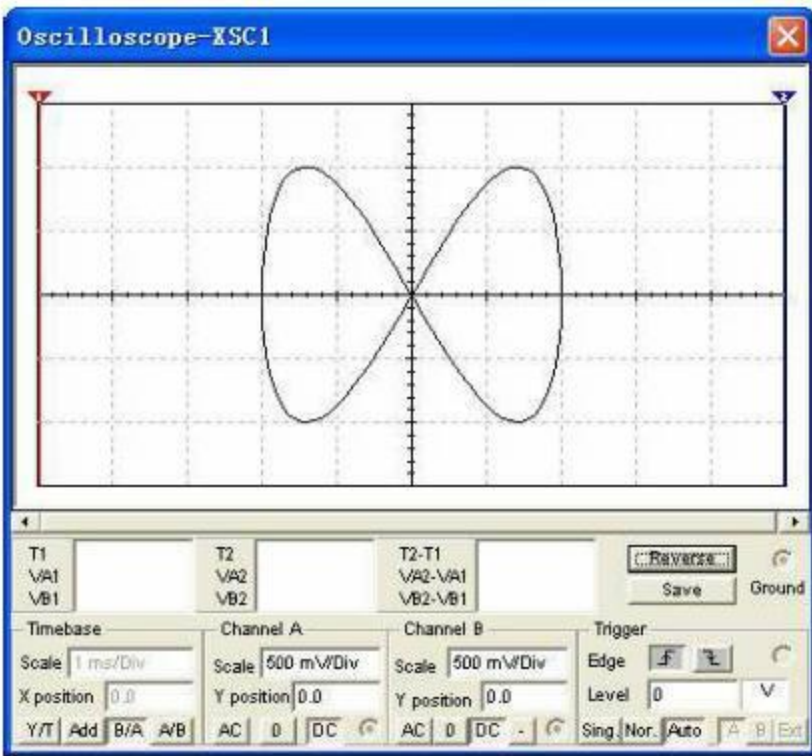 Oscilloscope-XSC1
1 2
T1 T2 T2-T1 Reverse
VA1 VA2 VA2-VA1
VB1 VB2 VB2-VB1 Save Ground
Timebase Channel A Channel B Trigger
Scale 1 ms/Div Scale 500 mV/Div Scale 500 mV/Div Edge
X position 0.0 Y position 0.0 Y position 0.0 Level 0 V
Y/T Add B/A A/B AC 0 DC AC 0 DC - Sing. Nor. Auto A B Ext